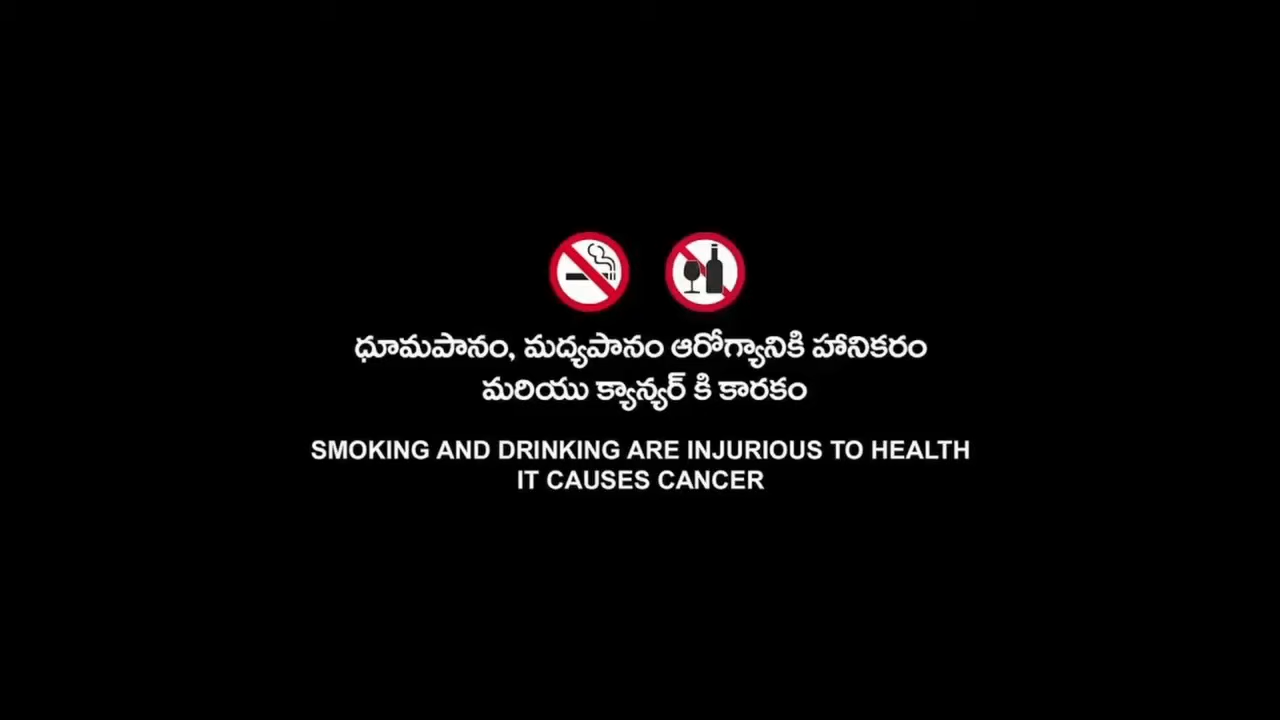 ధూమపానం, మద్యపానం ఆరోగ్యానికి హానికరం
మరియు క్యాన్సర్ కి కారకం
SMOKING AND DRINKING ARE INJURIOUS TO HEALTH
IT CAUSES CANCER